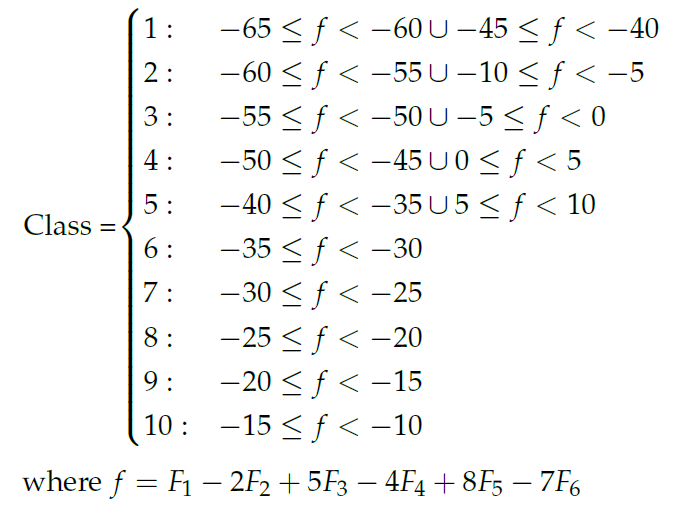 1 : −65 ≤ f < −60 ∪ −45 ≤ f < −40
2 : −60 ≤ f < −55 ∪ −10 ≤ f < −5
3 : −55 ≤ f < −50 ∪ −5 ≤ f < 0
4 : −50 ≤ f < −45 ∪ 0 ≤ f < 5
5 : −40 ≤ f < −35 ∪ 5 ≤ f < 10
Class =
6 : −35 ≤ f < −30
7 : −30 ≤ f < −25
8 : −25 ≤ f < −20
9 : −20 ≤ f < −15
10 : −15 ≤ f < −10
where f = F₁ − 2F₂ + 5F₃ − 4F₄ + 8F₅ − 7F₆